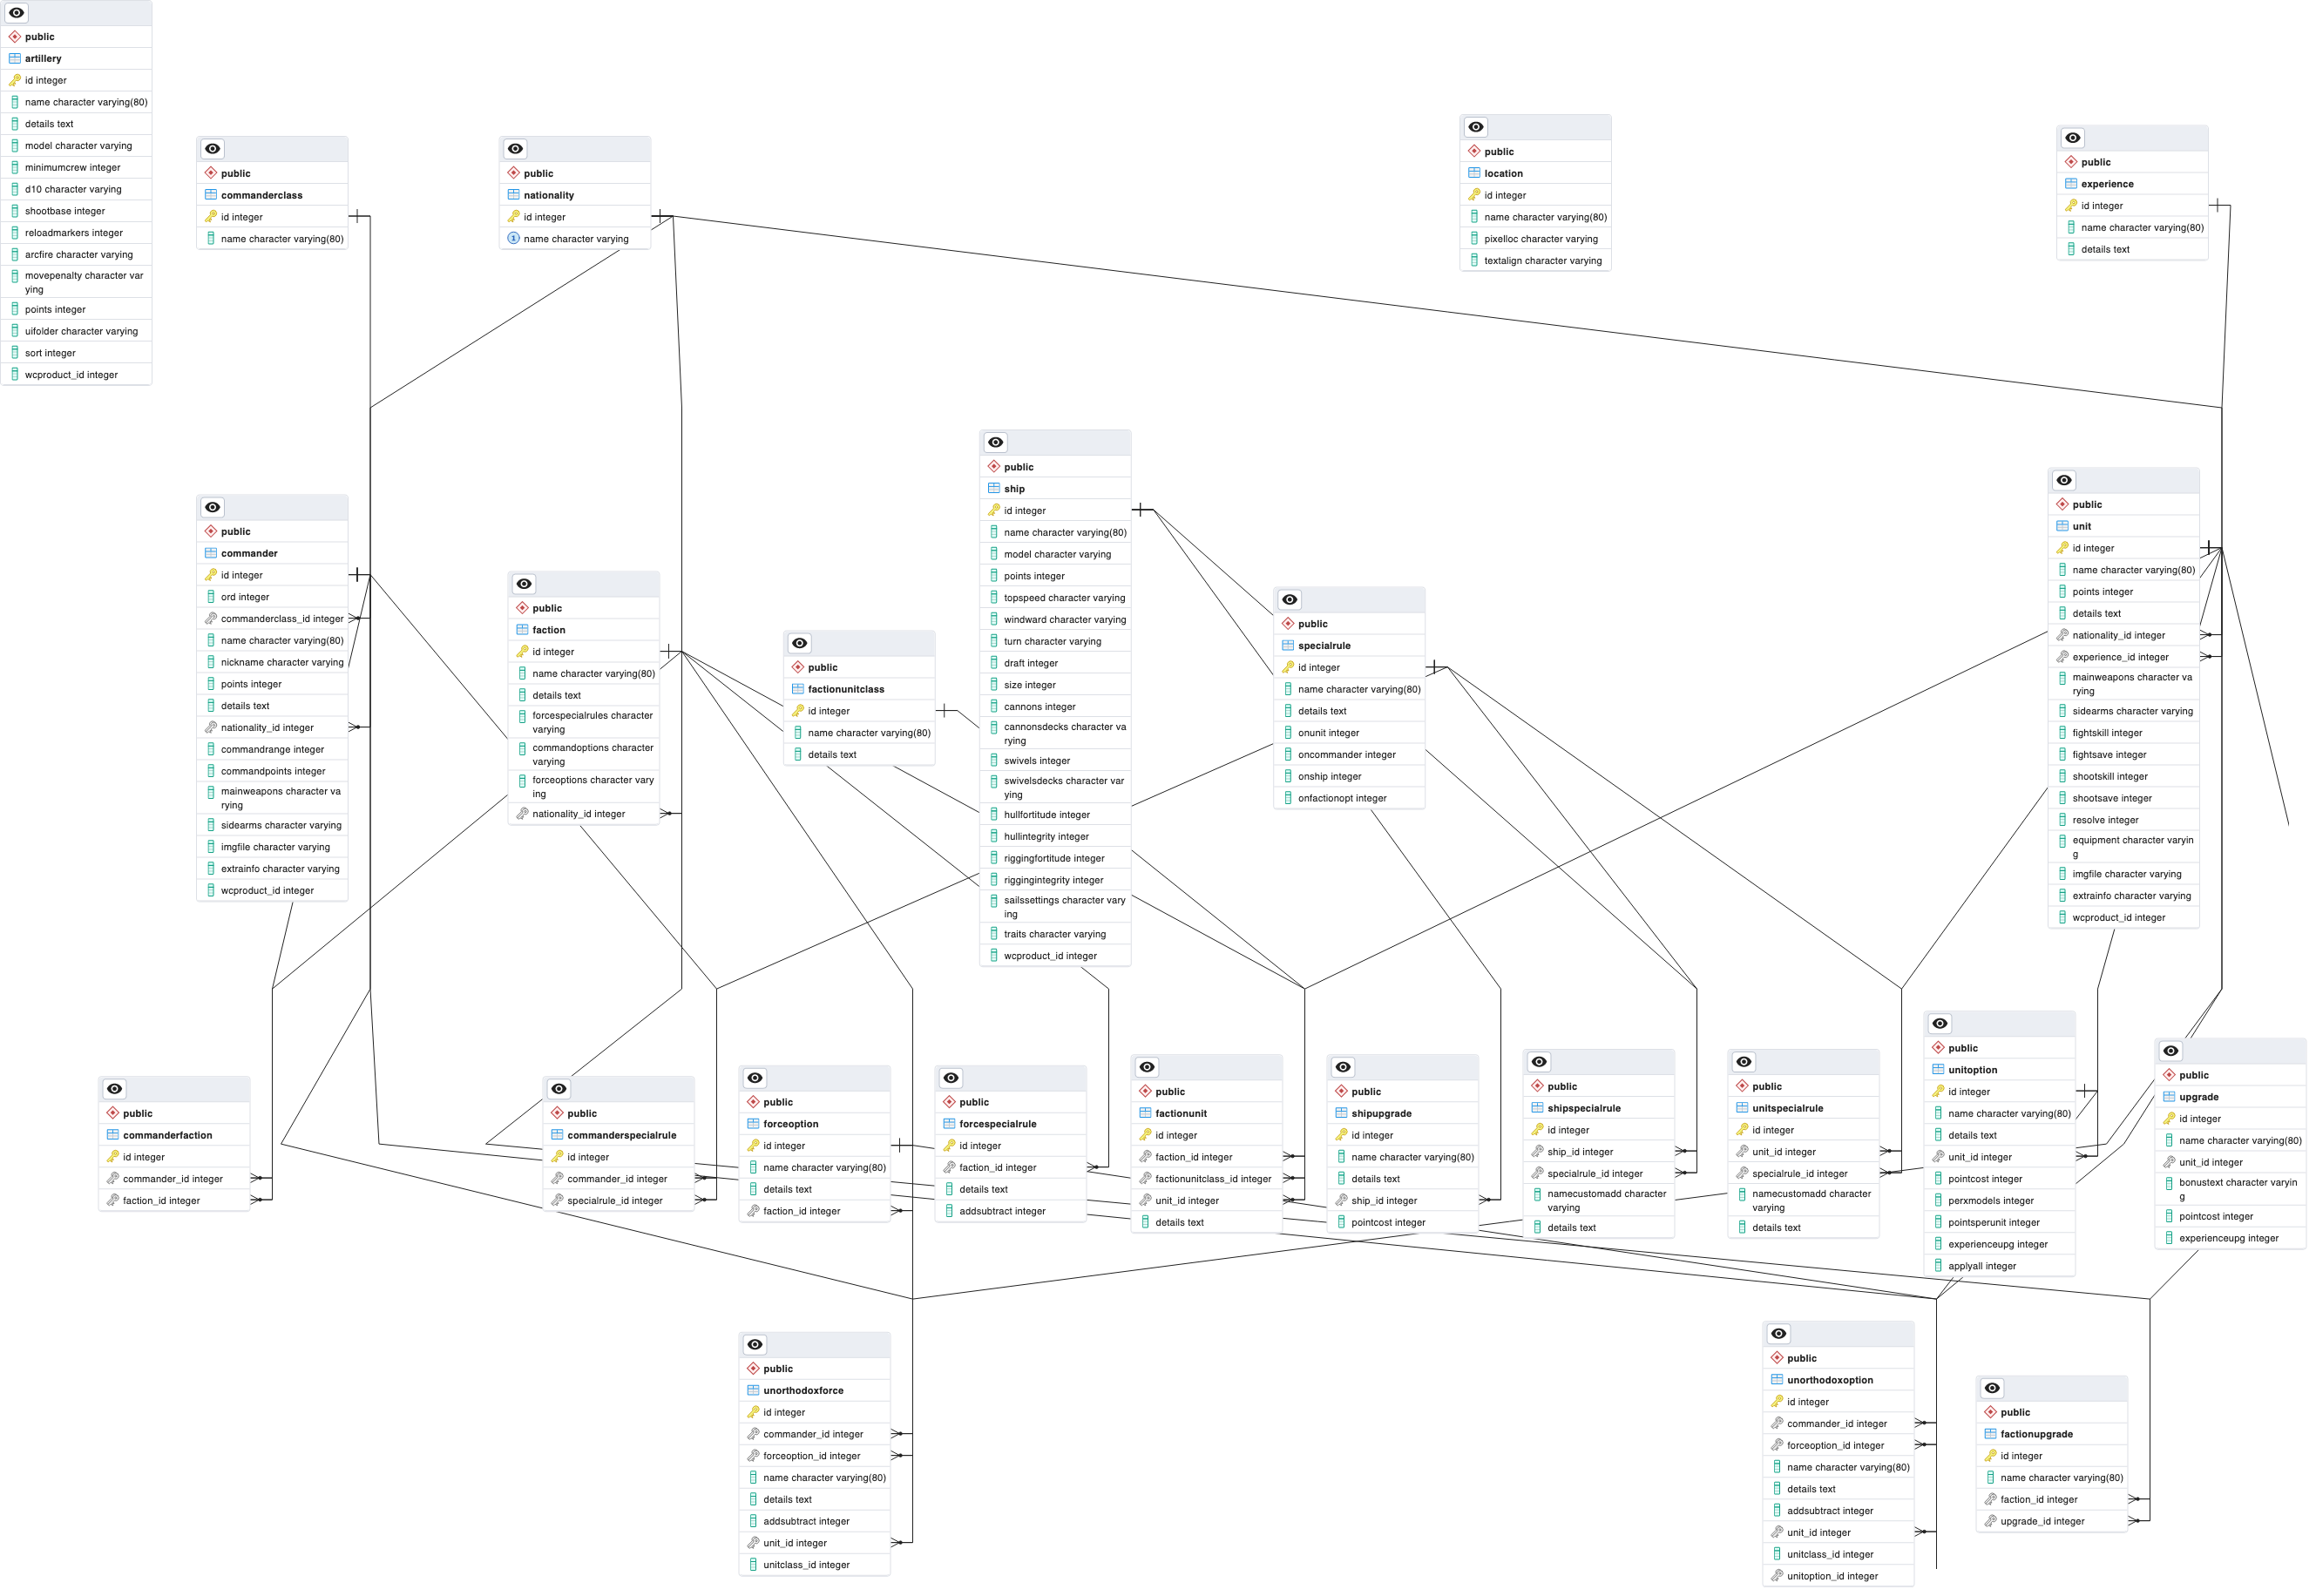 public
artillery
id integer
name character varying(80)
details text
model character varying
minimumcrew integer
d10 character varying
shootbase integer
reloadmarkers integer
arcfire character varying
movepenalty character var
ying
points integer
uifolder character varying
sort integer
wcproduct_id integer
public
commanderclass
id integer
name character varying(80)
public
nationality
id integer
1 name character varying
public
location
id integer
name character varying(80)
pixelloc character varying
textalign character varying
public
experience
id integer
name character varying(80)
details text
public
commander
id integer
ord integer
commanderclass_id integer
name character varying(80)
nickname character varying
points integer
details text
nationality_id integer
commandrange integer
commandpoints integer
mainweapons character va
rying
sidearms character varying
imgfile character varying
extrainfo character varying
wcproduct_id integer
public
faction
id integer
name character varying(80)
details text
forcespecialrules character
varying
commandoptions character
varying
forceoptions character vary
ing
nationality_id integer
public
factionunitclass
id integer
name character varying(80)
details text
public
ship
id integer
name character varying(80)
model character varying
points integer
topspeed character varying
windward character varying
turn character varying
draft integer
size integer
cannons integer
cannonsdecks character va
rying
swivels integer
swivelsdecks character var
ying
hullfortitude integer
hullintegrity integer
riggingfortitude integer
riggingintegrity integer
sailssettings character vary
ing
traits character varying
wcproduct_id integer
public
specialrule
id integer
name character varying(80)
details text
onunit integer
oncommander integer
onship integer
onfactionopt integer
public
unit
id integer
name character varying(80)
points integer
details text
nationality_id integer
experience_id integer
mainweapons character va
rying
sidearms character varying
fightskill integer
fightsave integer
shootskill integer
shootsave integer
resolve integer
equipment character varyin
g
imgfile character varying
extrainfo character varying
wcproduct_id integer
public
commanderfaction
id integer
commander_id integer
faction_id integer
public
commanderspecialrule
id integer
commander_id integer
specialrule_id integer
public
forceoption
id integer
name character varying(80)
details text
faction_id integer
public
forcespecialrule
id integer
faction_id integer
details text
addsubtract integer
public
factionunit
id integer
faction_id integer
factionunitclass_id integer
unit_id integer
details text
public
shipupgrade
id integer
name character varying(80)
details text
ship_id integer
pointcost integer
public
shipspecialrule
id integer
ship_id integer
specialrule_id integer
namecustomadd character
varying
details text
public
unitspecialrule
id integer
unit_id integer
specialrule_id integer
namecustomadd character
varying
details text
public
unitoption
id integer
name character varying(80)
details text
unit_id integer
pointcost integer
perxmodels integer
pointsperunit integer
experienceupg integer
applyall integer
public
upgrade
id integer
name character varying(80)
unit_id integer
bonustext character varyin
g
pointcost integer
experienceupg integer
public
unorthodoxforce
id integer
commander_id integer
forceoption_id integer
name character varying(80)
details text
addsubtract integer
unit_id integer
unitclass_id integer
public
unorthodoxoption
id integer
commander_id integer
forceoption_id integer
name character varying(80)
details text
addsubtract integer
unit_id integer
unitclass_id integer
unitoption_id integer
public
factionupgrade
id integer
name character varying(80)
faction_id integer
upgrade_id integer